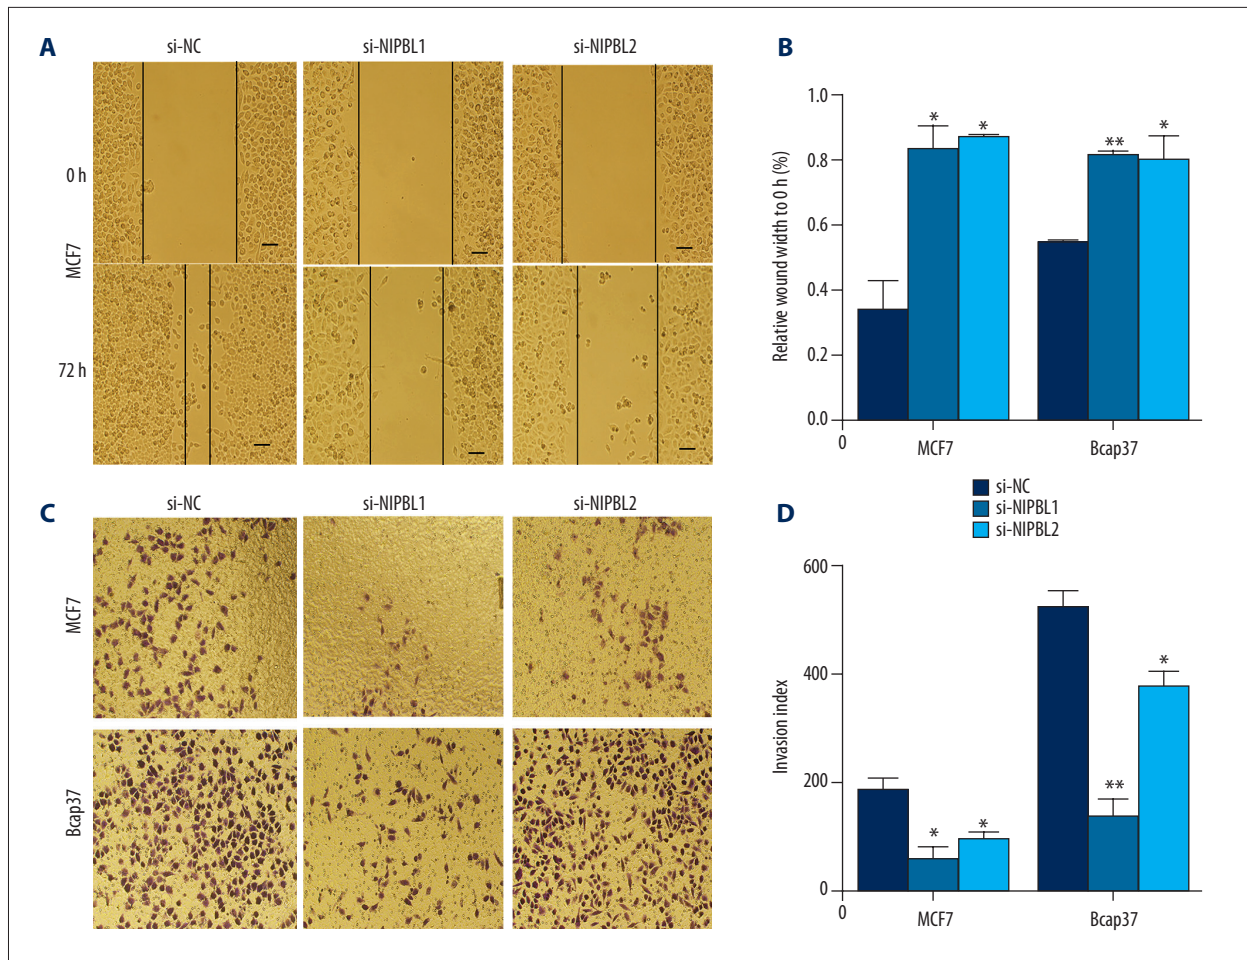 A
si-NC
si-NIPBL1
si-NIPBL2
0 h
MCF7
72 h
B
Relative wound width to 0 h (%)
1.0
0.8
0.6
0.4
0.2
0.0
0
*
*
**
*
MCF7
Bcap37
si-NC
si-NIPBL1
si-NIPBL2
C
si-NC
si-NIPBL1
si-NIPBL2
MCF7
Bcap37
D
Invasion index
600
400
200
0
0
*
*
**
*
MCF7
Bcap37